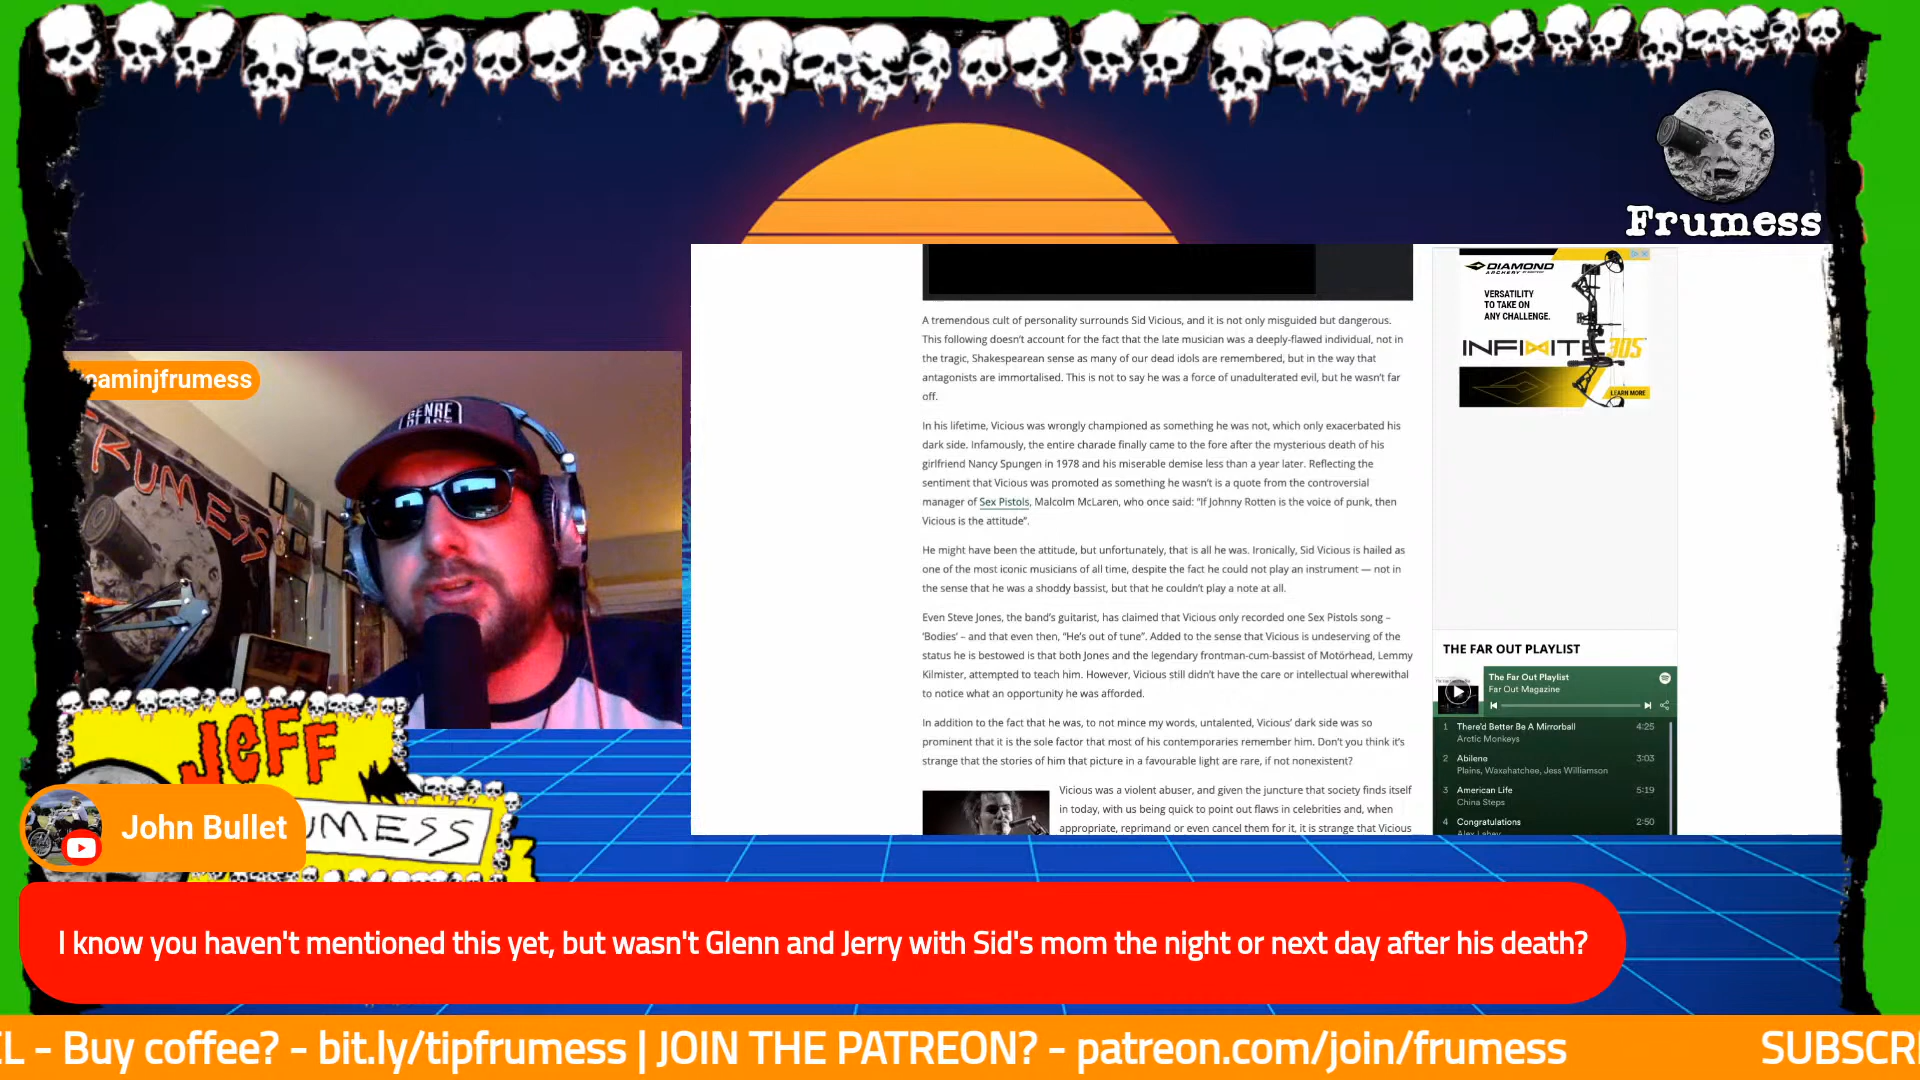 Frumess
DIAMOND
ARCHERY
VERSATILITY
TO TAKE ON
ANY CHALLENGE.
INFINITE 305
LEARN MORE
A tremendous cult of personality surrounds Sid Vicious, and it is not only misguided but dangerous.
This following doesn't account for the fact that the late musician was a deeply-flawed individual, not in
the tragic, Shakespearean sense as many of our dead idols are remembered, but in the way that
antagonists are immortalised. This is not to say he was a force of unadulterated evil, but he wasn't far
off.
In his lifetime, Vicious was wrongly championed as something he was not, which only exacerbated his
dark side. Infamously, the entire charade finally came to the fore after the mysterious death of his
girlfriend Nancy Spungen in 1978 and his miserable demise less than a year later. Reflecting the
sentiment that Vicious was promoted as something he wasn't is a quote from the controversial
manager of Sex Pistols, Malcolm McLaren, who once said: "If Johnny Rotten is the voice of punk, then
Vicious is the attitude".
He might have been the attitude, but unfortunately, that is all he was. Ironically, Sid Vicious is hailed as
one of the most iconic musicians of all time, despite the fact he could not play an instrument — not in
the sense that he was a shoddy bassist, but that he couldn't play a note at all.
Even Steve Jones, the band's guitarist, has claimed that Vicious only recorded one Sex Pistols song –
'Bodies' – and that even then, "He's out of tune". Added to the sense that Vicious is undeserving of the
status he is bestowed is that both Jones and the legendary frontman-cum-bassist of Motörhead, Lemmy
Kilmister, attempted to teach him. However, Vicious still didn't have the care or intellectual wherewithal
to notice what an opportunity he was afforded.
In addition to the fact that he was, to not mince my words, untalented, Vicious' dark side was so
prominent that it is the sole factor that most of his contemporaries remember him. Don't you think it's
strange that the stories of him that picture in a favourable light are rare, if not nonexistent?
Vicious was a violent abuser, and given the juncture that society finds itself
in today, with us being quick to point out flaws in celebrities and, when
appropriate, reprimand or even cancel them for it, it is strange that Vicious
THE FAR OUT PLAYLIST
The Far Out Playlist
Far Out Magazine
1 There'd Better Be A Mirrorball 4:25
Arctic Monkeys
2 Abilene 3:03
Plains, Waxahatchee, Jess Williamson
3 American Life 5:19
China Steps
4 Congratulations 2:50
Alex Lahey
eaminjfrumess
GENRE
BLAST
FRUMESS
JEFF
UMESS
John Bullet
I know you haven't mentioned this yet, but wasn't Glenn and Jerry with Sid's mom the night or next day after his death?
EL - Buy coffee? - bit.ly/tipfrumess | JOIN THE PATREON? - patreon.com/join/frumess SUBSCRI